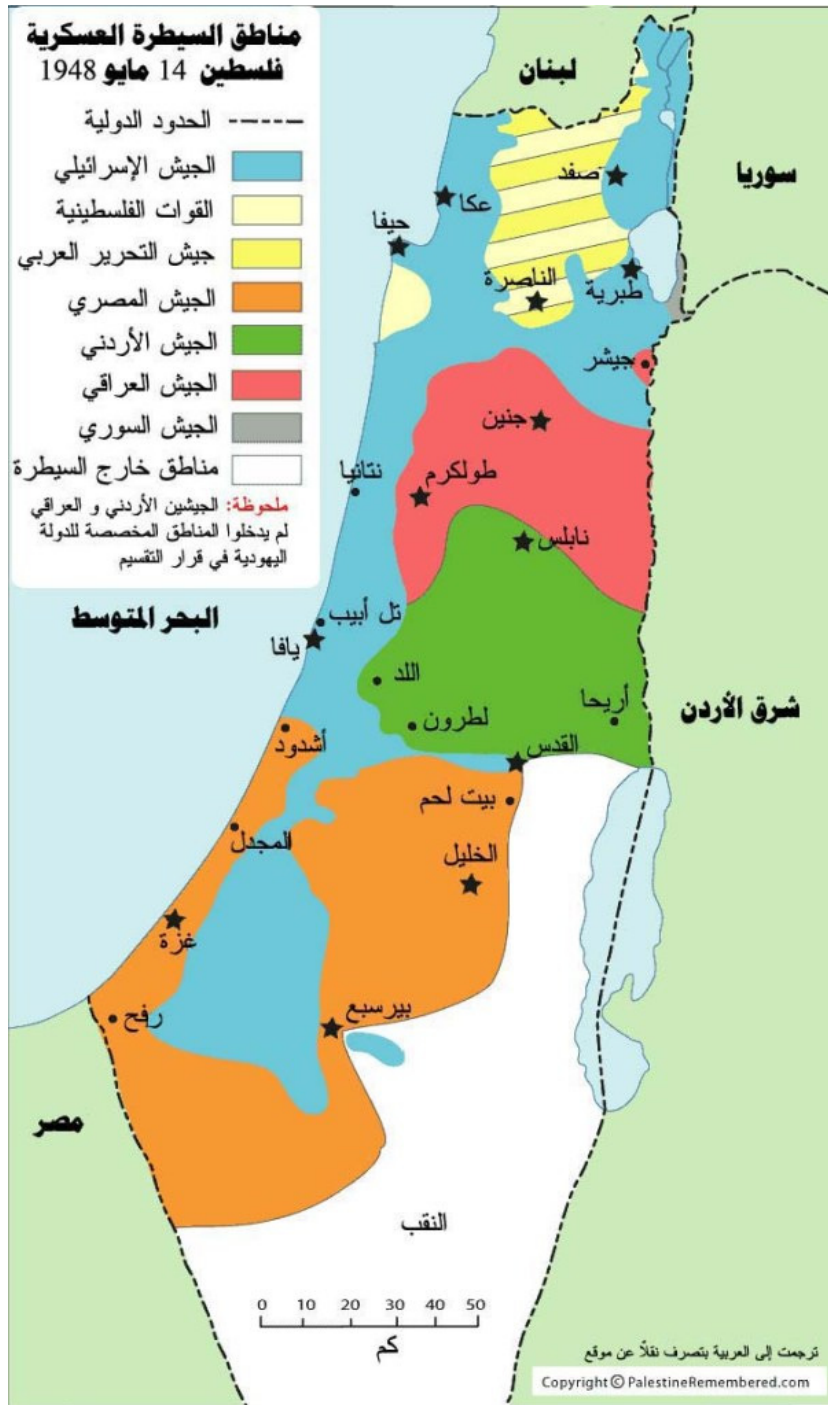 مناطق السيطرة العسكرية
فلسطين 14 مايو 1948
الحدود الدولية
الجيش الإسرائيلي
القوات الفلسطينية
جيش التحرير العربي
الجيش المصري
الجيش الأردني
الجيش العراقي
الجيش السوري
مناطق خارج السيطرة
ملحوظة: الجيشين الأردني و العراقي
لم يدخلوا المناطق المخصصة للدولة
اليهودية في قرار التقسيم
لبنان
سوريا
صفد
عكا
حيفا
طبرية
الناصرة
جيشر
جنين
طولكرم
نتانيا
نابلس
البحر المتوسط
تل أبيب
يافا
اللد
أريحا
شرق الأردن
لطرون
أشدود
القدس
بيت لحم
المجدل
الخليل
غزة
بيرسبع
رفح
مصر
النقب
0 10 20 30 40 50
كم
ترجمت إلى العربية بتصرف نقلاً عن موقع
Copyright © PalestineRemembered.com